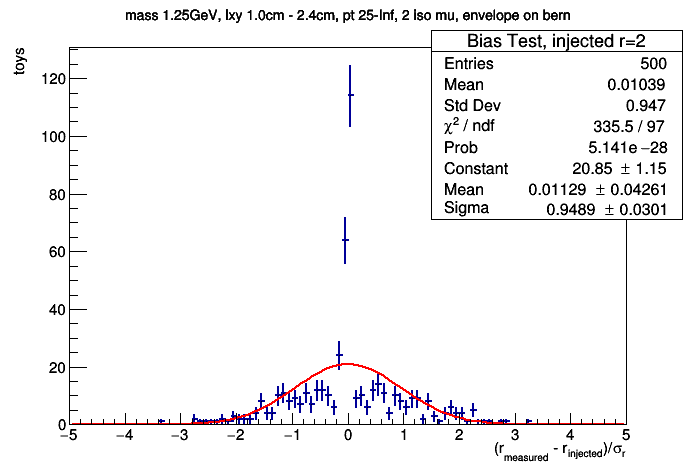 mass 1.25GeV, lxy 1.0cm - 2.4cm, pt 25-Inf, 2 Iso mu, envelope on bern
toys
Bias Test, injected r=2
Entries 500
Mean 0.01039
Std Dev 0.947
χ² / ndf 335.5 / 97
Prob 5.141e−28
Constant 20.85 ± 1.15
Mean 0.01129 ± 0.04261
Sigma 0.9489 ± 0.0301
120
100
80
60
40
20
0
−5 −4 −3 −2 −1 0 1 2 3 4 5
(r_measured - r_injected)/σ_r